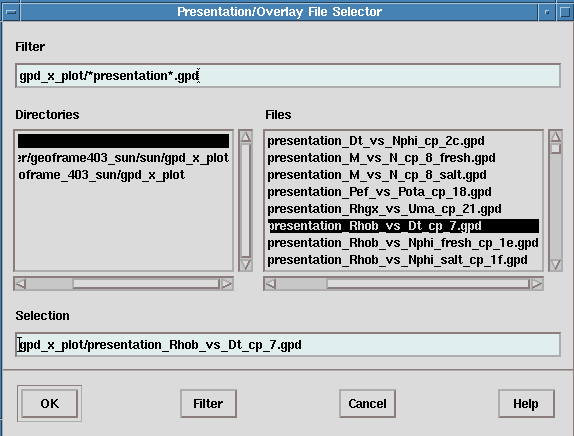 Presentation/Overlay File Selector
Filter
gpd_x_plot/*presentation*.gpd
Directories
er/geoframe403_sun/sun/gpd_x_plot
oframe_403_sun/gpd_x_plot
Files
presentation_Dt_vs_Nphi_cp_2c.gpd
presentation_M_vs_N_cp_8_fresh.gpd
presentation_M_vs_N_cp_8_salt.gpd
presentation_Pef_vs_Pota_cp_18.gpd
presentation_Rhgx_vs_Uma_cp_21.gpd
presentation_Rhob_vs_Dt_cp_7.gpd
presentation_Rhob_vs_Nphi_fresh_cp_1e.gpd
presentation_Rhob_vs_Nphi_salt_cp_1f.gpd
Selection
gpd_x_plot/presentation_Rhob_vs_Dt_cp_7.gpd
OK
Filter
Cancel
Help